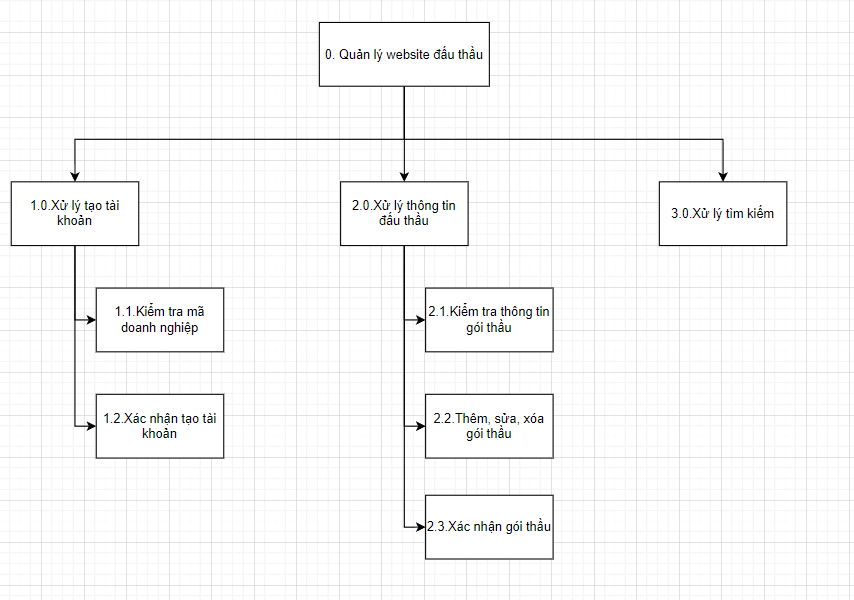 0. Quản lý website đấu thầu
1.0.Xử lý tạo tài
khoản
2.0.Xử lý thông tin
đấu thầu
3.0.Xử lý tìm kiếm
1.1.Kiểm tra mã
doanh nghiệp
2.1.Kiểm tra thông tin
gói thầu
1.2.Xác nhận tạo tài
khoản
2.2.Thêm, sửa, xóa
gói thầu
2.3.Xác nhận gói thầu